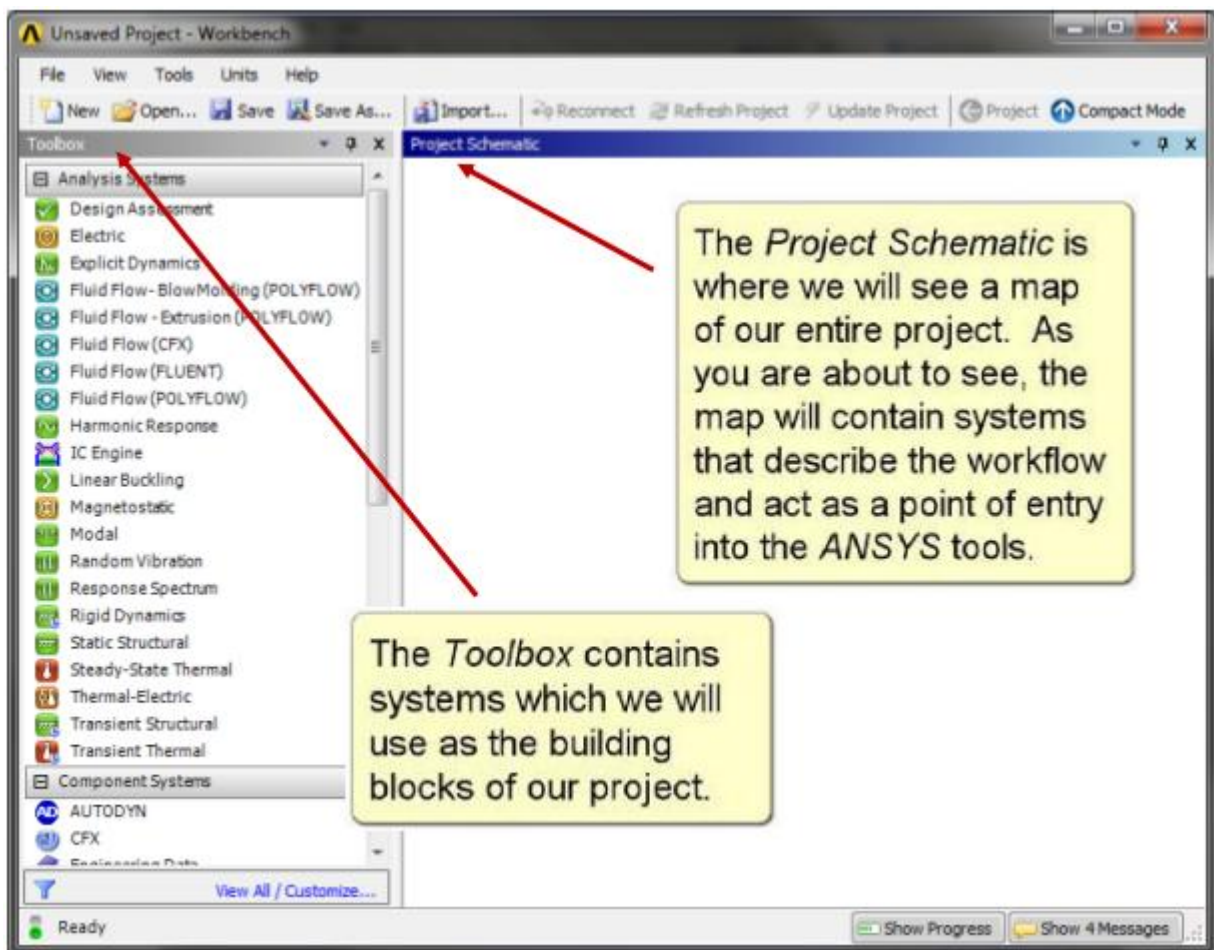 Unsaved Project - Workbench
File View Tools Units Help
New Open... Save Save As... Import... Reconnect Refresh Project Update Project Project Compact Mode
Toolbox
Project Schematic
Analysis Systems
Design Assessment
Electric
Explicit Dynamics
Fluid Flow- BlowMolding (POLYFLOW)
Fluid Flow - Extrusion (POLYFLOW)
Fluid Flow (CFX)
Fluid Flow (FLUENT)
Fluid Flow (POLYFLOW)
Harmonic Response
IC Engine
Linear Buckling
Magnetostatic
Modal
Random Vibration
Response Spectrum
Rigid Dynamics
Static Structural
Steady-State Thermal
Thermal-Electric
Transient Structural
Transient Thermal
Component Systems
AUTODYN
CFX
Engineering Data
View All / Customize...
The Project Schematic is
where we will see a map
of our entire project. As
you are about to see, the
map will contain systems
that describe the workflow
and act as a point of entry
into the ANSYS tools.
The Toolbox contains
systems which we will
use as the building
blocks of our project.
Ready
Show Progress Show 4 Messages